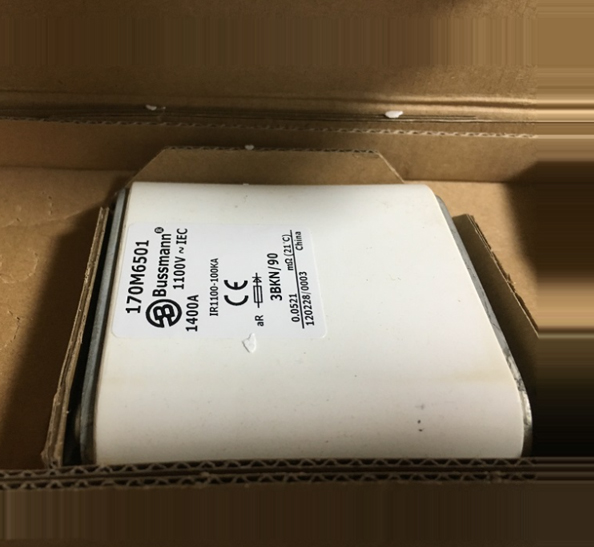 170M6501
Bussmann®
1100V ~ IEC
1400A
IR1100-100KA
CE
aR
3BKN/90
0.0521 mΩ (21°C)
120228/0003 China